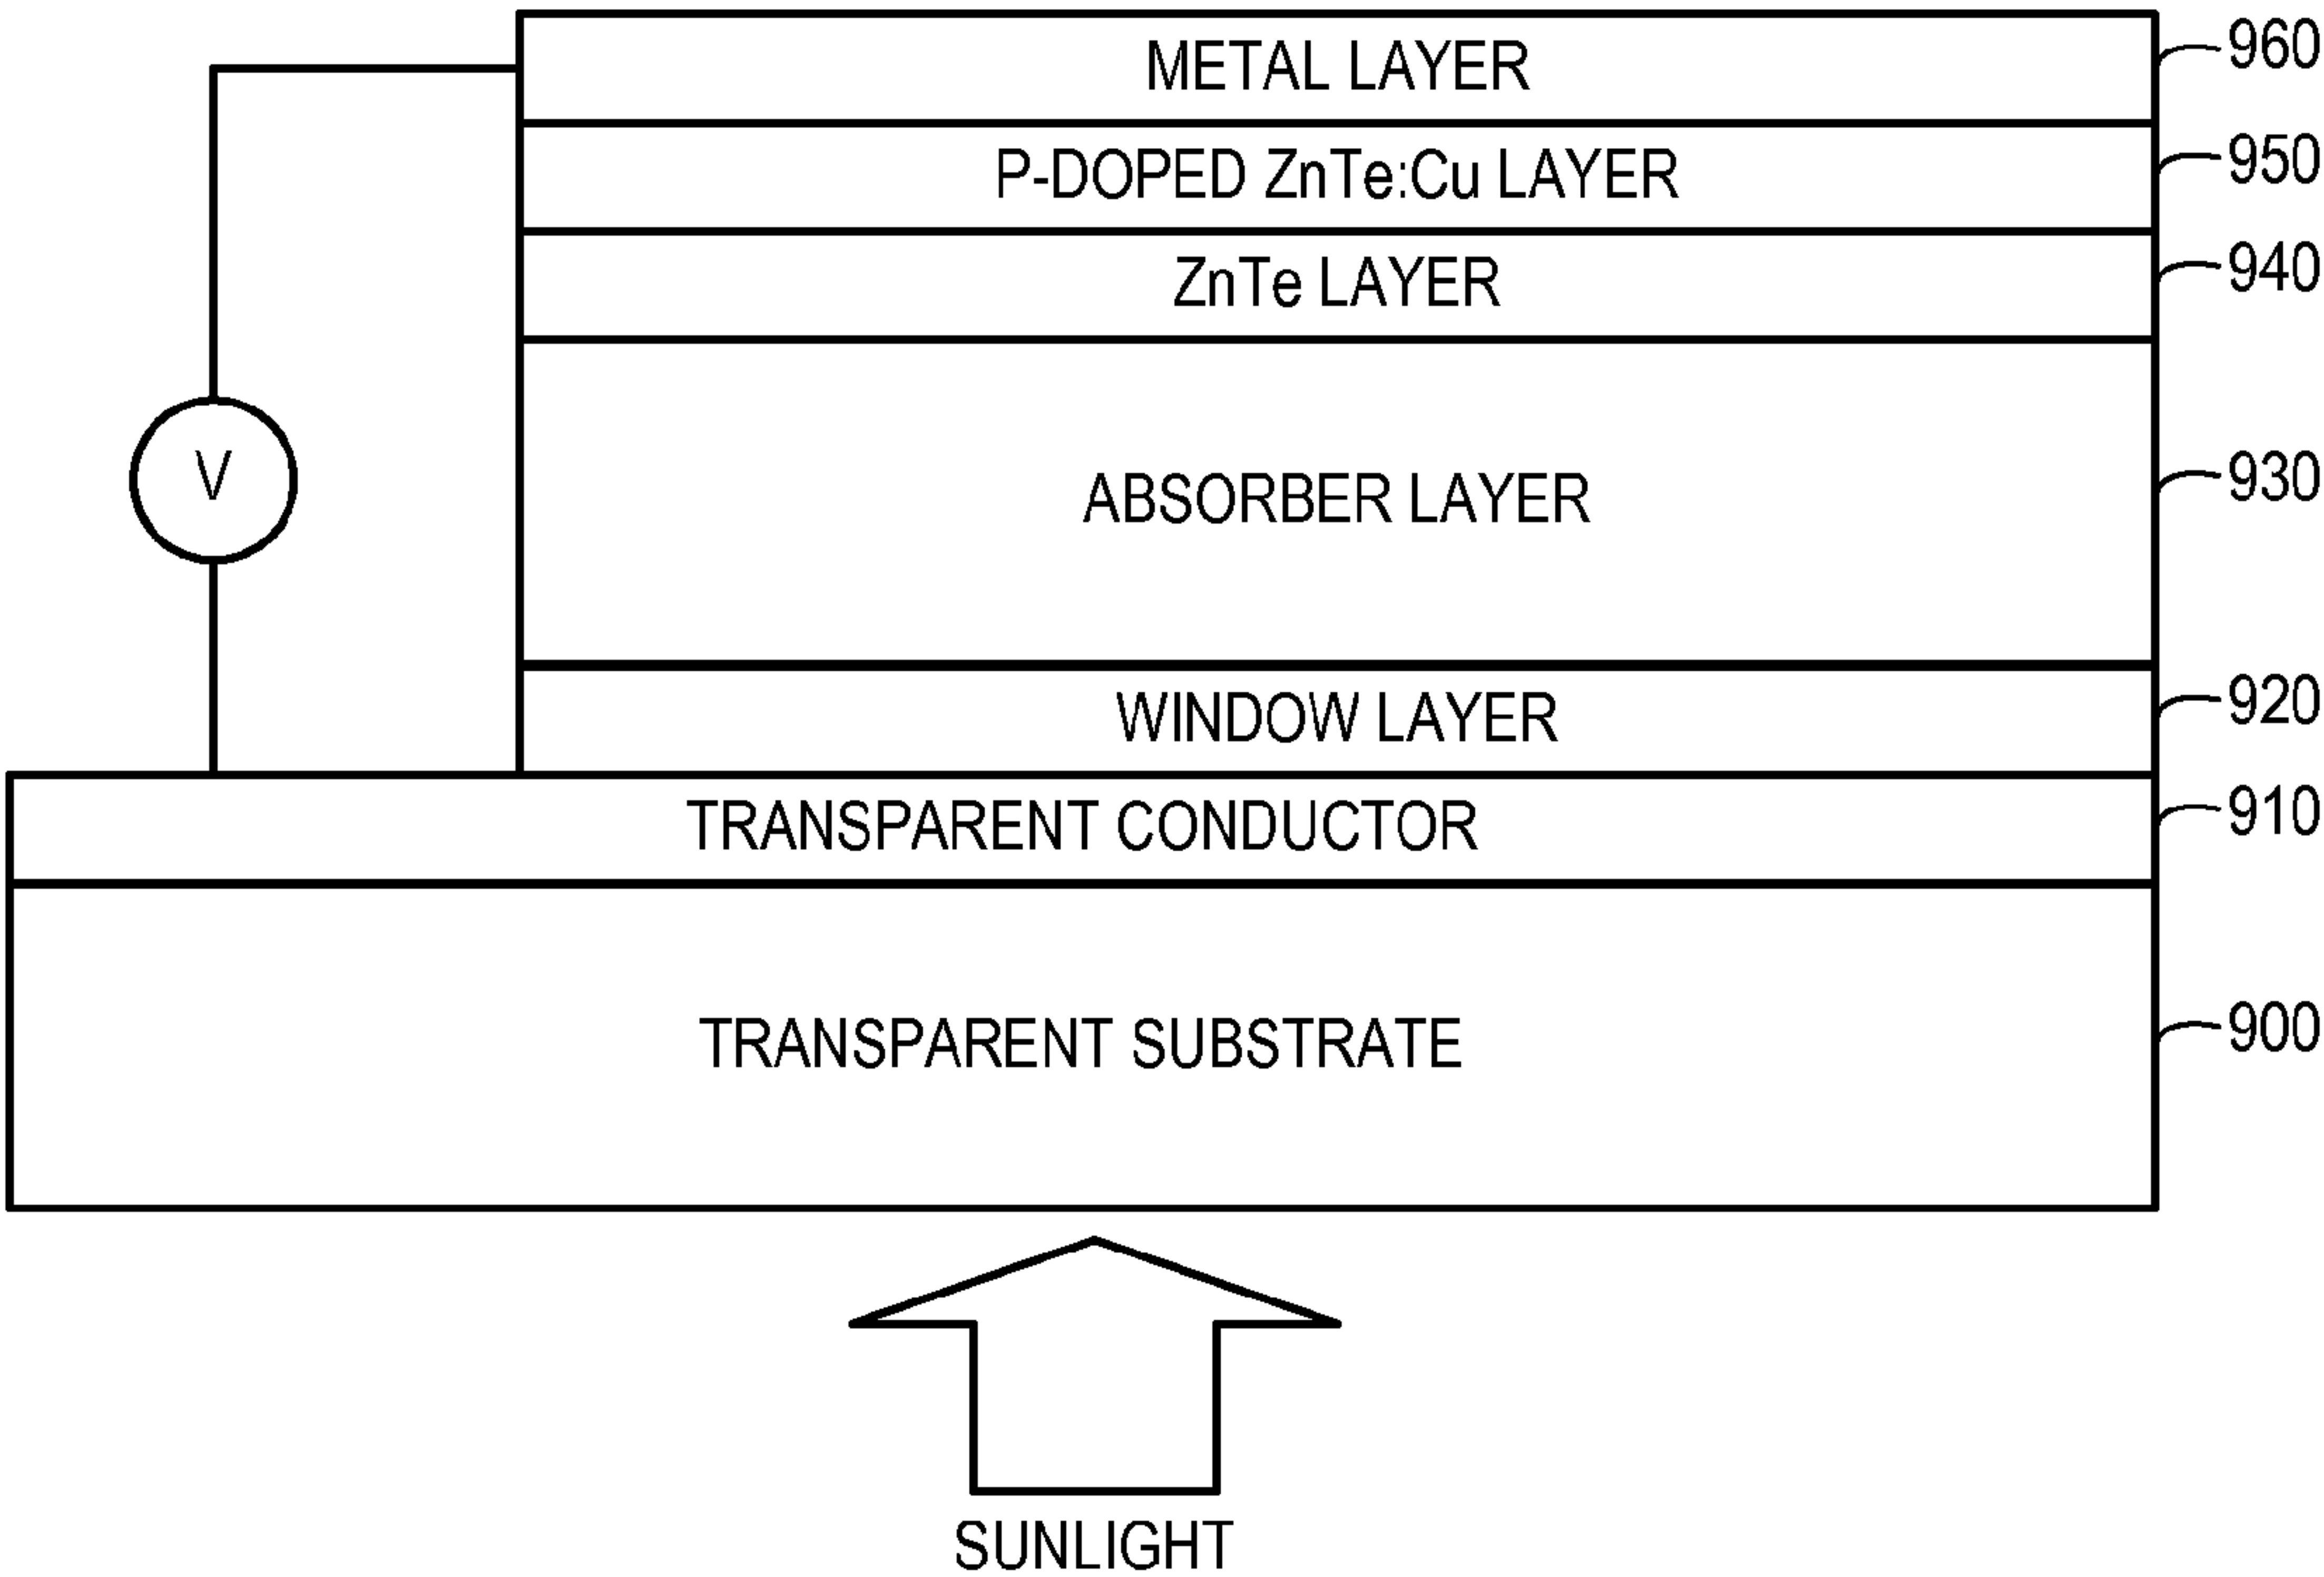 METAL LAYER 960
P-DOPED ZnTe:Cu LAYER 950
ZnTe LAYER 940
V
ABSORBER LAYER 930
WINDOW LAYER 920
TRANSPARENT CONDUCTOR 910
TRANSPARENT SUBSTRATE 900
SUNLIGHT